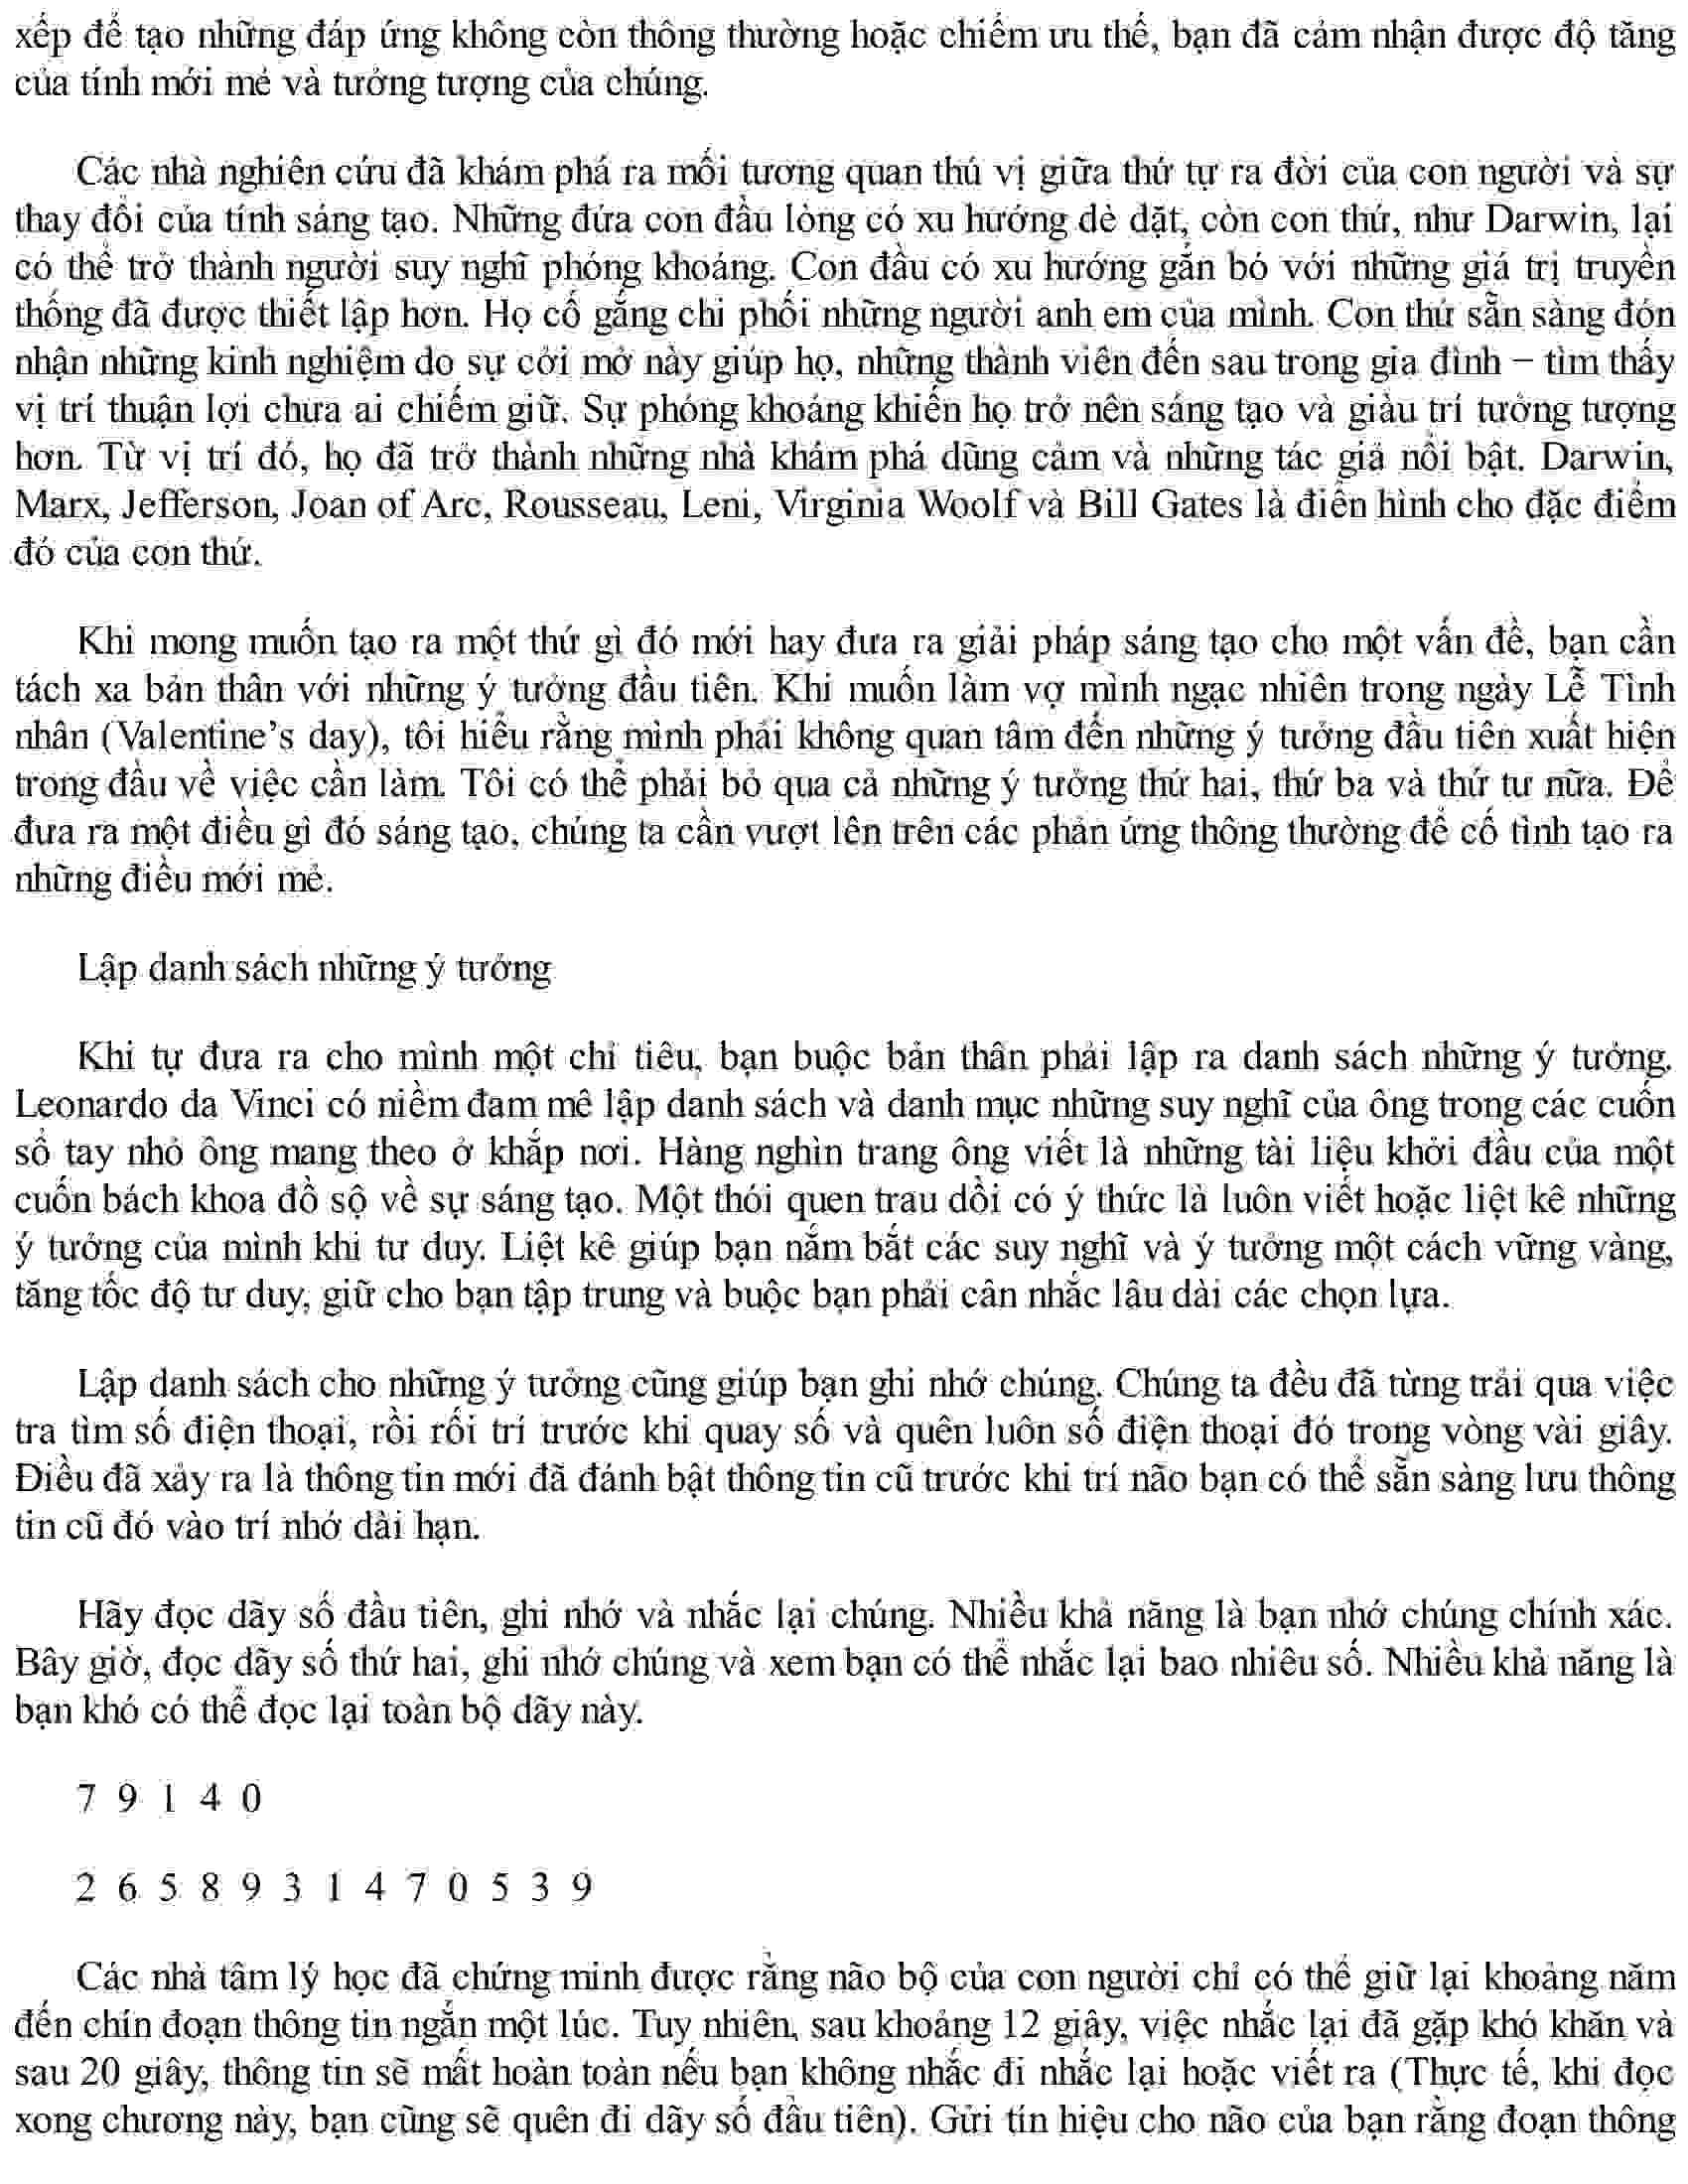 xếp để tạo những đáp ứng không còn thông thường hoặc chiếm ưu thế, bạn đã cảm nhận được độ tăng
của tính mới mẻ và tưởng tượng của chúng.
Các nhà nghiên cứu đã khám phá ra mối tương quan thú vị giữa thứ tự ra đời của con người và sự
thay đổi của tính sáng tạo. Những đứa con đầu lòng có xu hướng dè dặt, còn con thứ, như Darwin, lại
có thể trở thành người suy nghĩ phóng khoáng. Con đầu có xu hướng gắn bó với những giá trị truyền
thống đã được thiết lập hơn. Họ cố gắng chi phối những người anh em của mình. Con thứ sẵn sàng đón
nhận những kinh nghiệm do sự cởi mở này giúp họ, những thành viên đến sau trong gia đình – tìm thấy
vị trí thuận lợi chưa ai chiếm giữ. Sự phóng khoáng khiến họ trở nên sáng tạo và giàu trí tưởng tượng
hơn. Từ vị trí đó, họ đã trở thành những nhà khám phá dũng cảm và những tác giả nổi bật. Darwin,
Marx, Jefferson, Joan of Arc, Rousseau, Leni, Virginia Woolf và Bill Gates là điển hình cho đặc điểm
đó của con thứ.
Khi mong muốn tạo ra một thứ gì đó mới hay đưa ra giải pháp sáng tạo cho một vấn đề, bạn cần
tách xa bản thân với những ý tưởng đầu tiên. Khi muốn làm vợ mình ngạc nhiên trong ngày Lễ Tình
nhân (Valentine’s day), tôi hiểu rằng mình phải không quan tâm đến những ý tưởng đầu tiên xuất hiện
trong đầu về việc cần làm. Tôi có thể phải bỏ qua cả những ý tưởng thứ hai, thứ ba và thứ tư nữa. Để
đưa ra một điều gì đó sáng tạo, chúng ta cần vượt lên trên các phản ứng thông thường để cố tình tạo ra
những điều mới mẻ.
Lập danh sách những ý tưởng
Khi tự đưa ra cho mình một chỉ tiêu, bạn buộc bản thân phải lập ra danh sách những ý tưởng.
Leonardo da Vinci có niềm đam mê lập danh sách và danh mục những suy nghĩ của ông trong các cuốn
sổ tay nhỏ ông mang theo ở khắp nơi. Hàng nghìn trang ông viết là những tài liệu khởi đầu của một
cuốn bách khoa đồ sộ về sự sáng tạo. Một thói quen trau dồi có ý thức là luôn viết hoặc liệt kê những
ý tưởng của mình khi tư duy. Liệt kê giúp bạn nắm bắt các suy nghĩ và ý tưởng một cách vững vàng,
tăng tốc độ tư duy, giữ cho bạn tập trung và buộc bạn phải cân nhắc lâu dài các chọn lựa.
Lập danh sách cho những ý tưởng cũng giúp bạn ghi nhớ chúng. Chúng ta đều đã từng trải qua việc
tra tìm số điện thoại, rồi rối trí trước khi quay số và quên luôn số điện thoại đó trong vòng vài giây.
Điều đã xảy ra là thông tin mới đã đánh bật thông tin cũ trước khi trí não bạn có thể sẵn sàng lưu thông
tin cũ đó vào trí nhớ dài hạn.
Hãy đọc dãy số đầu tiên, ghi nhớ và nhắc lại chúng. Nhiều khả năng là bạn nhớ chúng chính xác.
Bây giờ, đọc dãy số thứ hai, ghi nhớ chúng và xem bạn có thể nhắc lại bao nhiêu số. Nhiều khả năng là
bạn khó có thể đọc lại toàn bộ dãy này.
7 9 1 4 0
2 6 5 8 9 3 1 4 7 0 5 3 9
Các nhà tâm lý học đã chứng minh được rằng não bộ của con người chỉ có thể giữ lại khoảng năm
đến chín đoạn thông tin ngắn một lúc. Tuy nhiên, sau khoảng 12 giây, việc nhắc lại đã gặp khó khăn và
sau 20 giây, thông tin sẽ mất hoàn toàn nếu bạn không nhắc đi nhắc lại hoặc viết ra (Thực tế, khi đọc
xong chương này, bạn cũng sẽ quên đi dãy số đầu tiên). Gửi tín hiệu cho não của bạn rằng đoạn thông